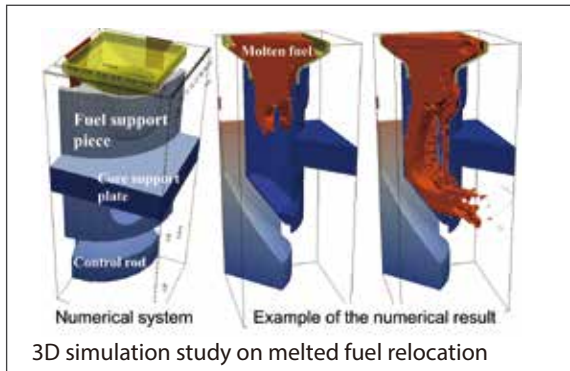 Molten fuel
Fuel support
piece
Core support
plate
Control rod
Numerical system
Example of the numerical result
3D simulation study on melted fuel relocation